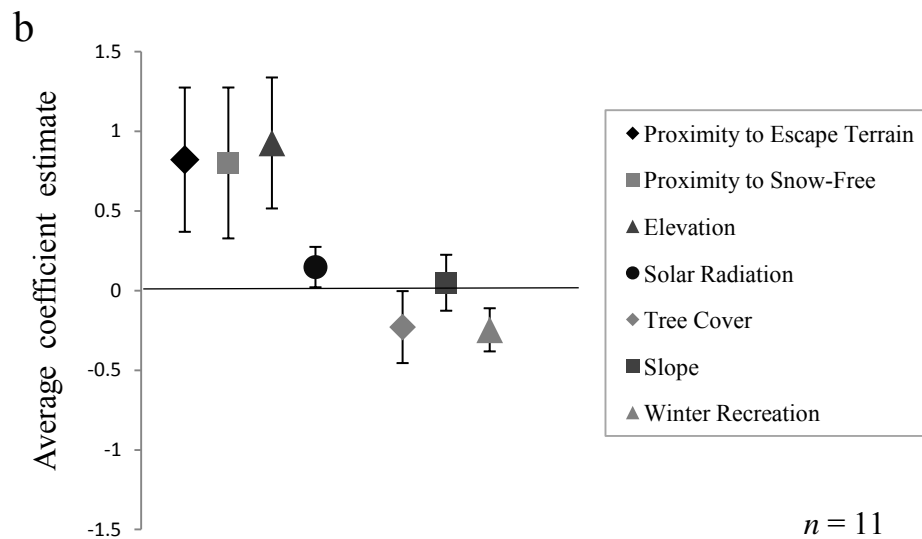 b
Average coefficient estimate
1.5
1
0.5
0
-0.5
-1
-1.5
Proximity to Escape Terrain
Proximity to Snow-Free
Elevation
Solar Radiation
Tree Cover
Slope
Winter Recreation
n = 11